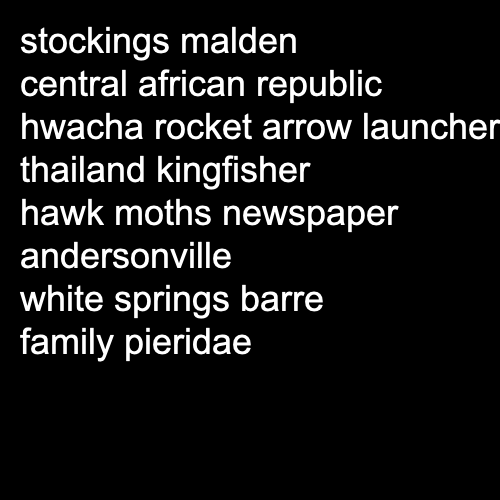 stockings malden
central african republic
hwacha rocket arrow launcher
thailand kingfisher
hawk moths newspaper
andersonville
white springs barre
family pieridae